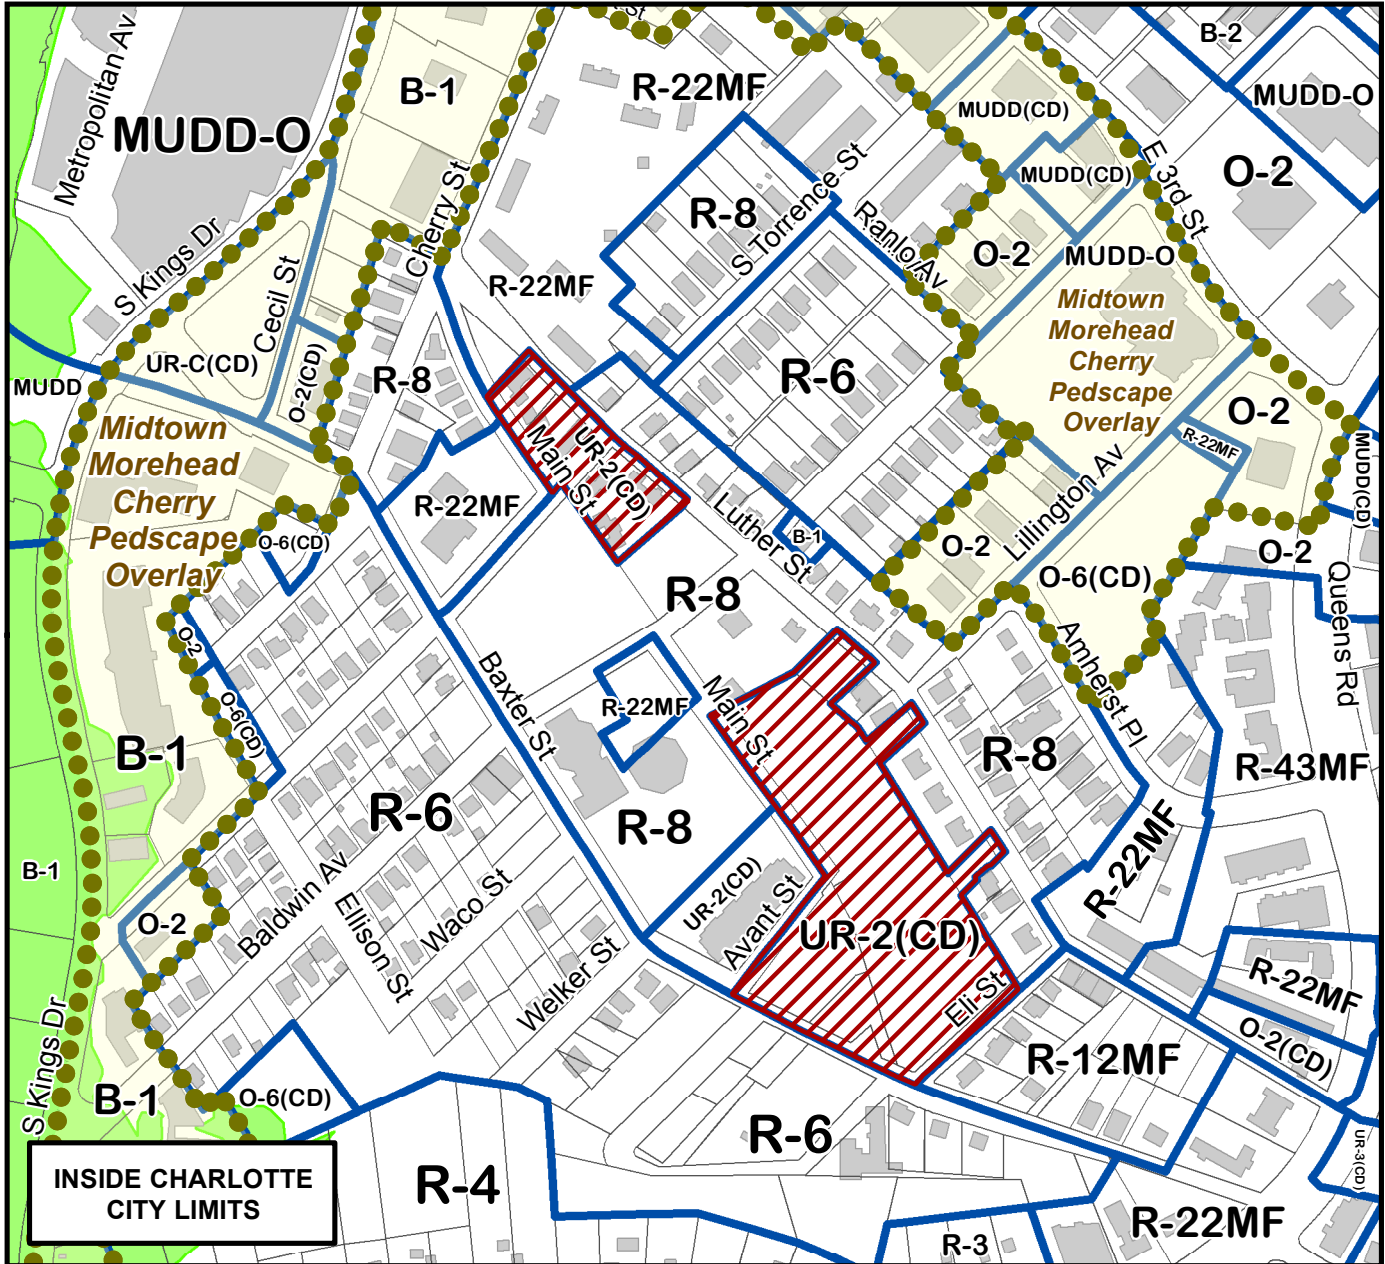 St
B-2
Metropolitan Av
B-1
R-22MF
MUDD-O
MUDD(CD)
MUDD-O
E 3rd St
MUDD(CD)
O-2
Cherry St
R-8
S Torrence St
Ranlo Av
S Kings Dr
O-2
MUDD-O
R-22MF
Cecil St
Midtown
Morehead
Cherry
Pedscape
Overlay
UR-C(CD)
O-2(CD)
R-8
R-6
MUDD
O-2
Midtown
Morehead
Cherry
Pedscape
Overlay
Main St
UR-2(CD)
R-22MF
MUDD(CD)
R-22MF
Luther St
Lillington Av
B-1
O-6(CD)
O-2
O-2
O-6(CD)
R-8
Queens Rd
O-2
Amherst Pl
Baxter St
O-6(CD)
R-22MF
Main St
B-1
R-8
R-43MF
R-6
R-8
R-22MF
B-1
Baldwin Av
Ellison St
Waco St
UR-2(CD)
Avant St
UR-2(CD)
O-2
Welker St
Eli St
R-22MF
O-2(CD)
S Kings Dr
R-12MF
B-1
O-6(CD)
R-6
UR-3(CD)
INSIDE CHARLOTTE
CITY LIMITS
R-4
R-22MF
R-3